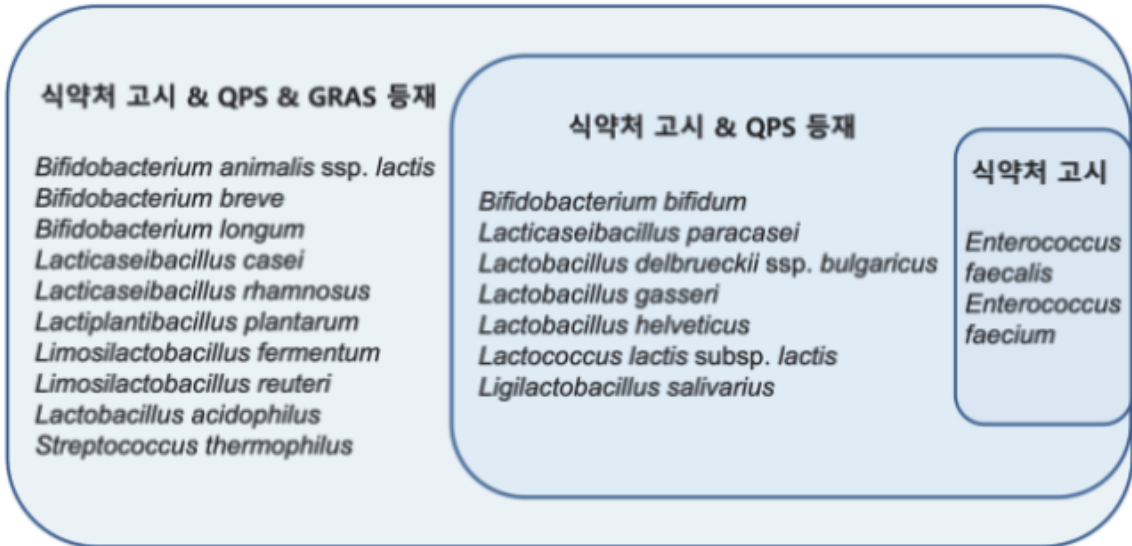 식약처 고시 & QPS & GRAS 등재
Bifidobacterium animalis ssp. lactis
Bifidobacterium breve
Bifidobacterium longum
Lacticaseibacillus casei
Lacticaseibacillus rhamnosus
Lactiplantibacillus plantarum
Limosilactobacillus fermentum
Limosilactobacillus reuteri
Lactobacillus acidophilus
Streptococcus thermophilus
식약처 고시 & QPS 등재
Bifidobacterium bifidum
Lacticaseibacillus paracasei
Lactobacillus delbrueckii ssp. bulgaricus
Lactobacillus gasseri
Lactobacillus helveticus
Lactococcus lactis subsp. lactis
Ligilactobacillus salivarius
식약처 고시
Enterococcus
faecalis
Enterococcus
faecium